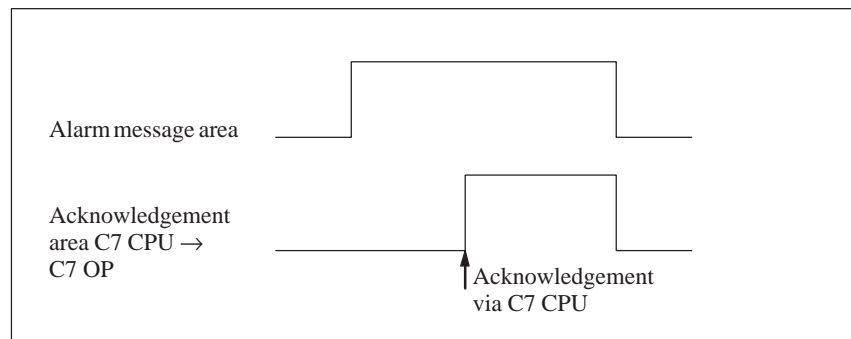 Alarm message area
Acknowledgement
area C7 CPU →
C7 OP
Acknowledgement
via C7 CPU